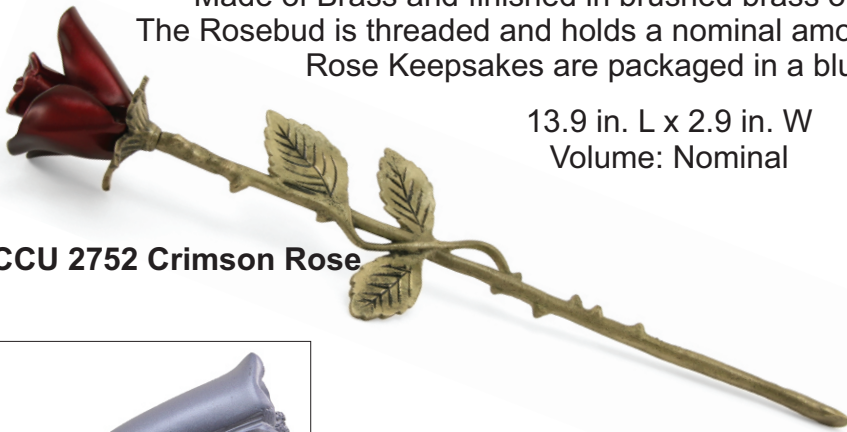 Made of Brass and finished in brushed brass o
The Rosebud is threaded and holds a nominal amo
Rose Keepsakes are packaged in a blu
13.9 in. L x 2.9 in. W
Volume: Nominal
CCU 2752 Crimson Rose